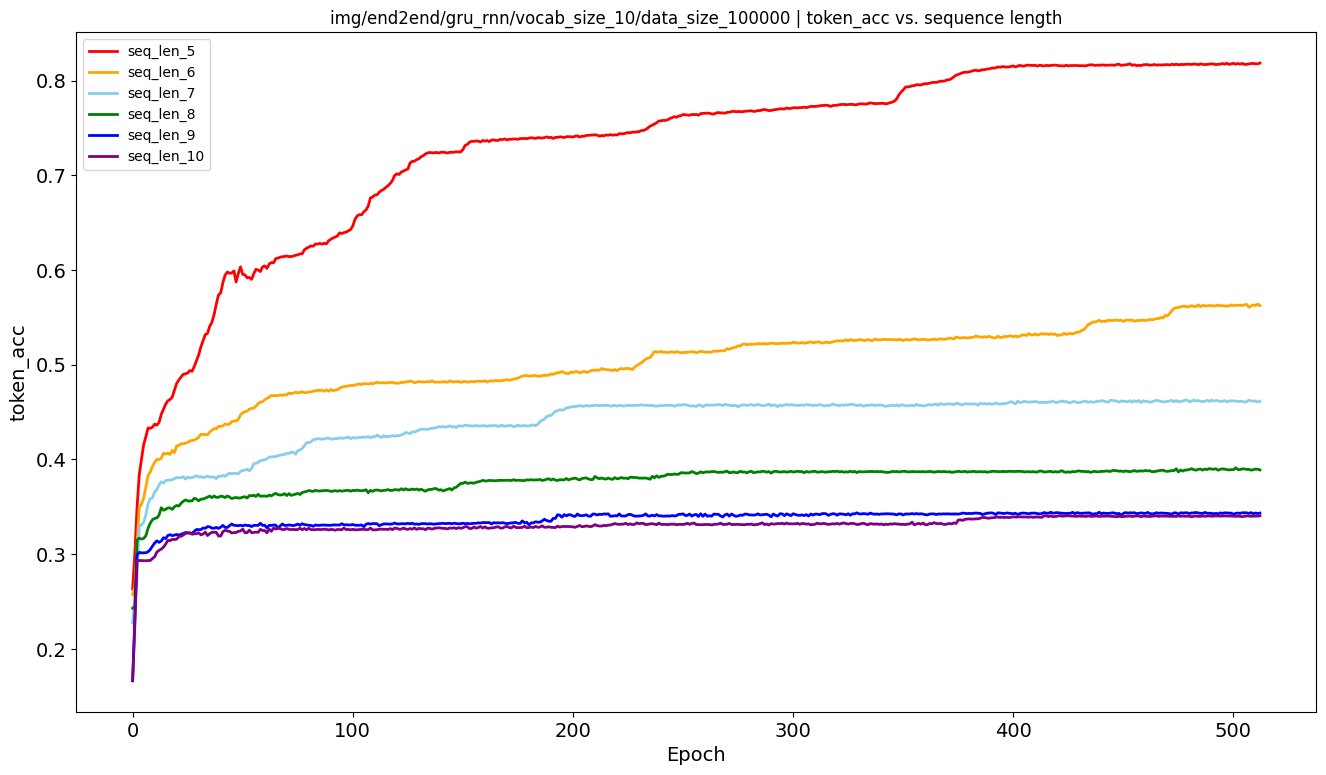 img/end2end/gru_rnn/vocab_size_10/data_size_100000 | token_acc vs. sequence length
seq_len_5
seq_len_6
seq_len_7
seq_len_8
seq_len_9
seq_len_10
token_acc
0.8
0.7
0.6
0.5
0.4
0.3
0.2
0 100 200 300 400 500
Epoch